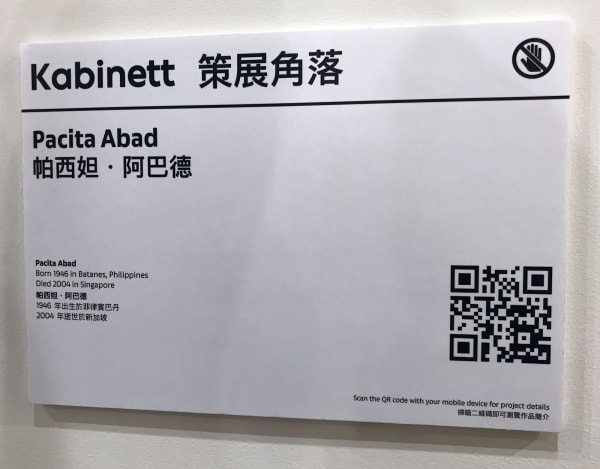 Kabinett 策展角落
Pacita Abad
帕西妲・阿巴德
Pacita Abad
Born 1946 in Batanes, Philippines
Died 2004 in Singapore
帕西妲・阿巴德
1946 年出生於菲律賓巴丹
2004 年逝世於新加坡
Scan the QR code with your mobile device for project details
掃瞄二維碼即可瀏覽作品簡介